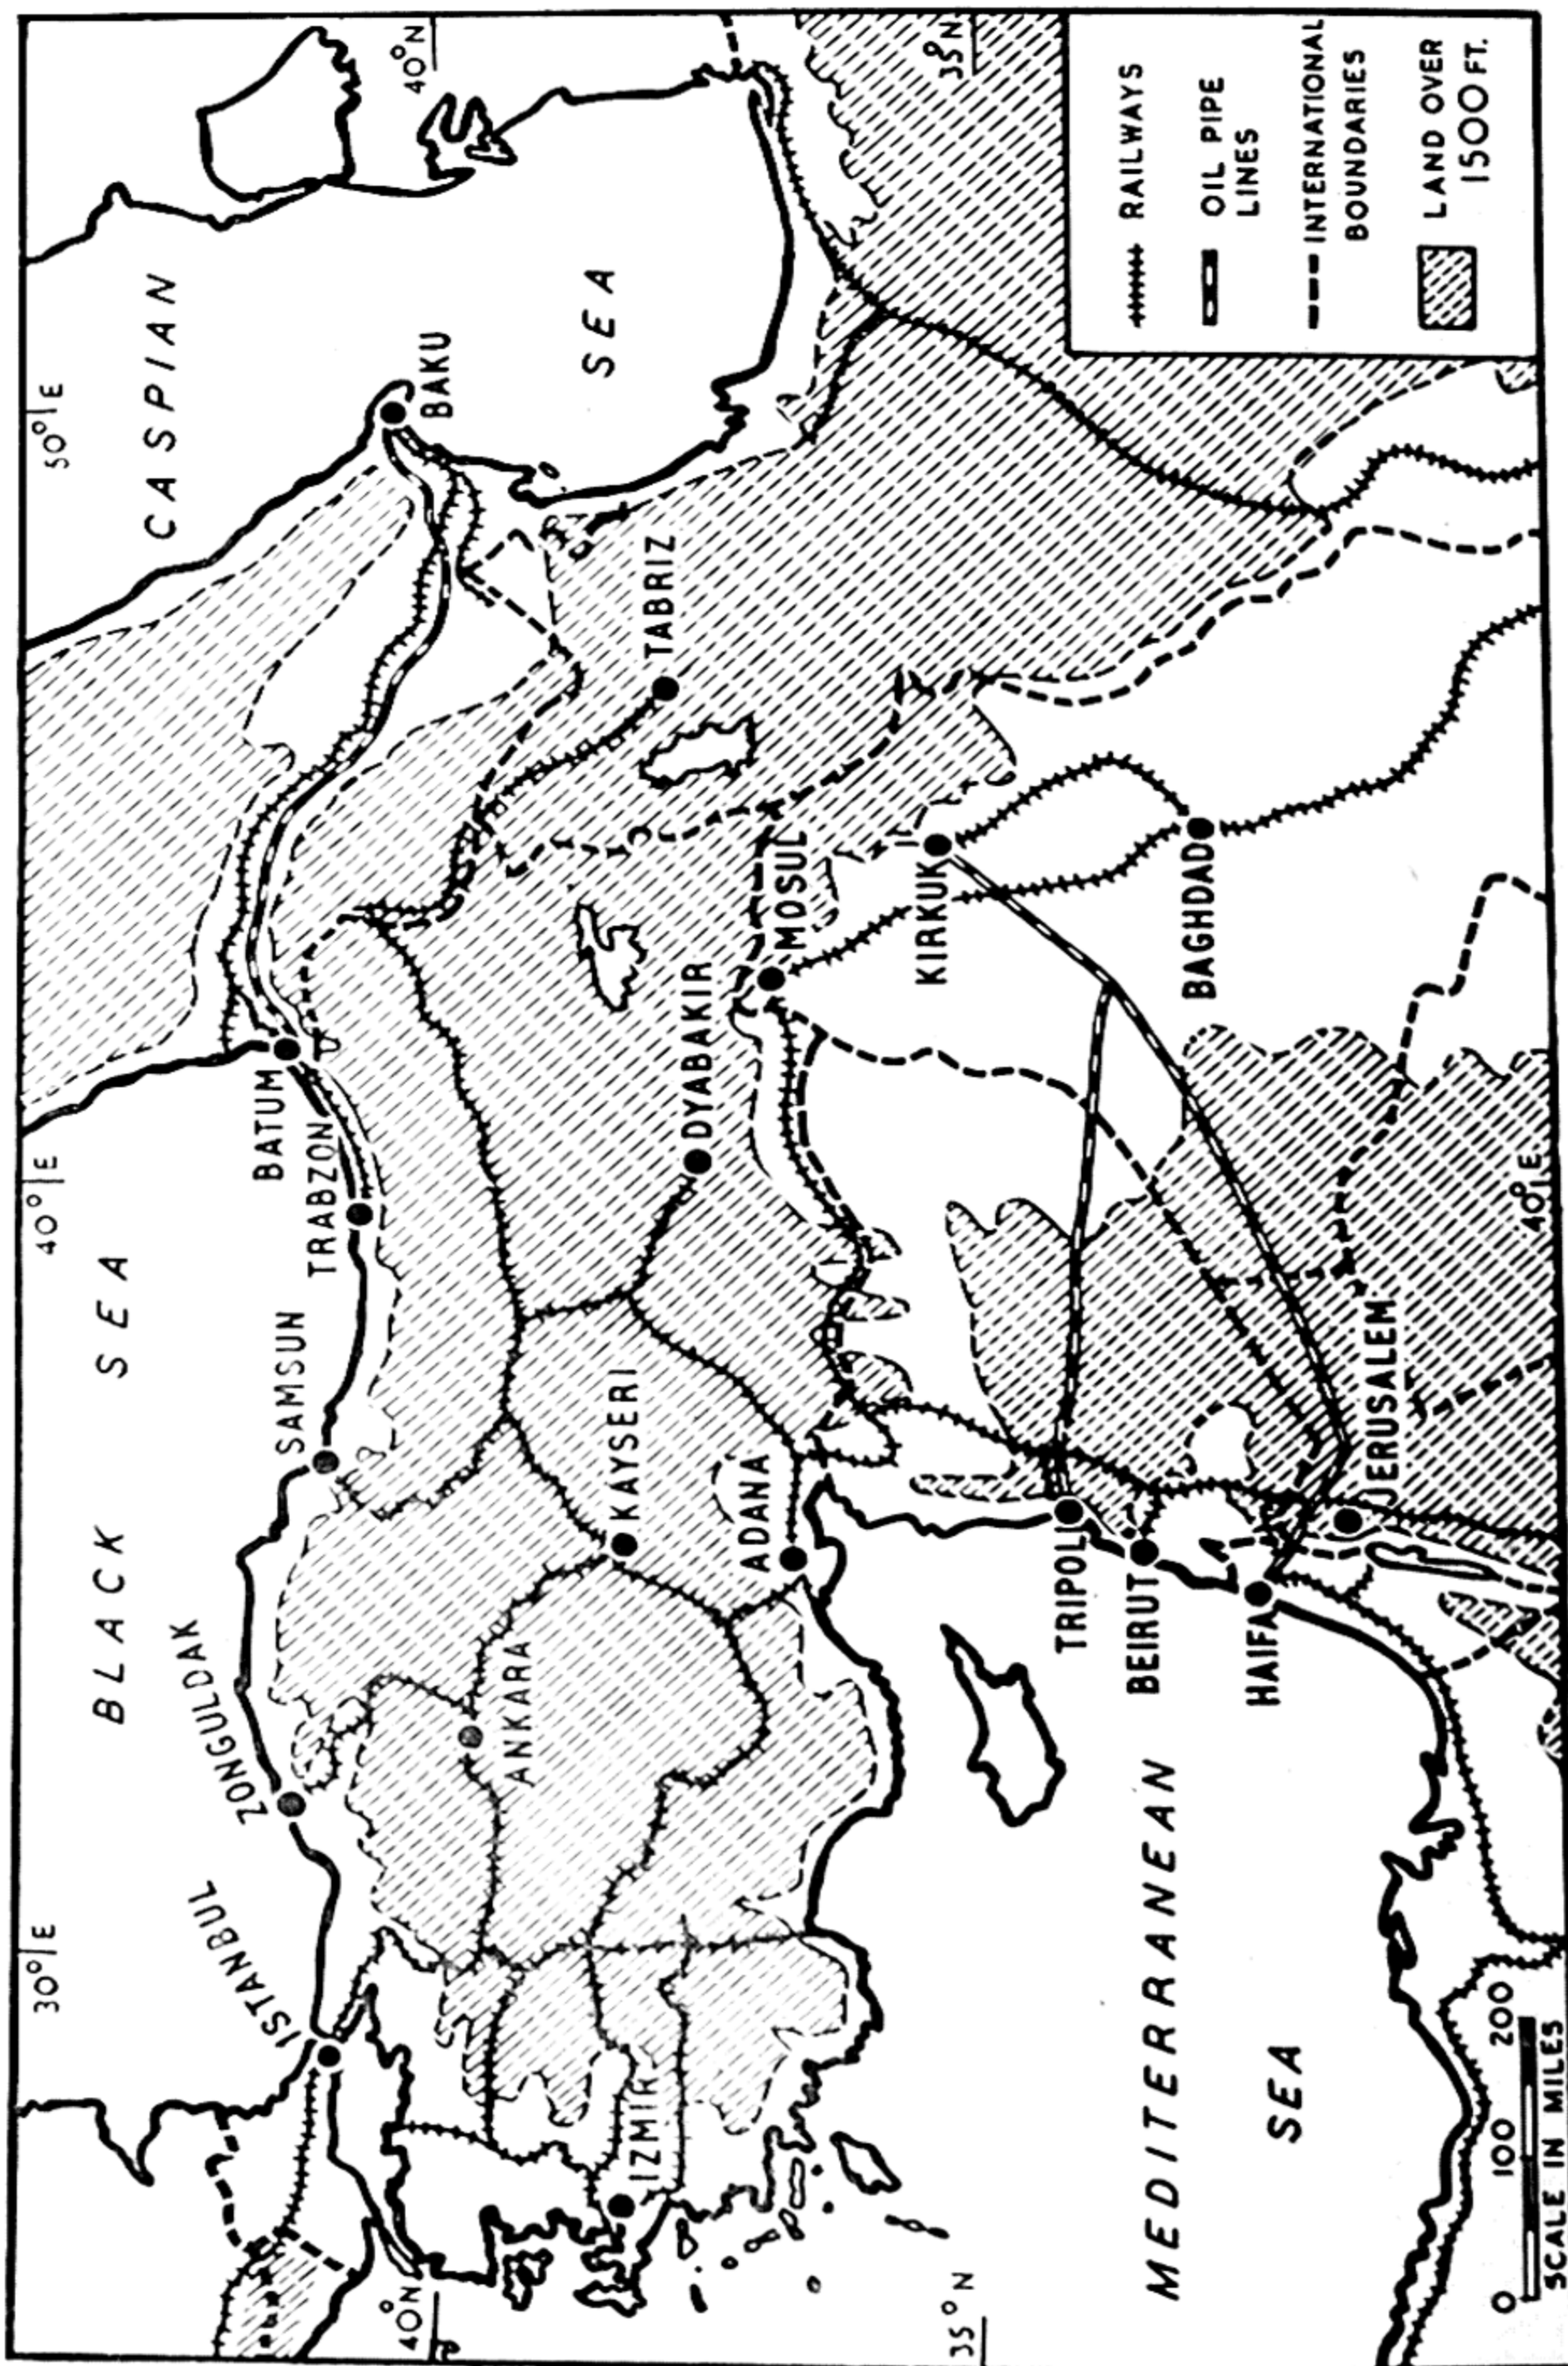 30°E
40°E
50°E
BLACK SEA
CASPIAN
SEA
ISTANBUL
ZONGULDAK
SAMSUN
TRABZON
BATUM
BAKU
40°N
40°N
ANKARA
KAYSERI
IZMIR
ADANA
DYABAKIR
TABRIZ
MOSUL
KIRKUK
BAGHDAD
35°N
35°N
TRIPOLI
BEIRUT
HAIFA
JERUSALEM
MEDITERRANEAN
SEA
40°E
0 100 200
SCALE IN MILES
RAILWAYS
OIL PIPE
LINES
INTERNATIONAL
BOUNDARIES
LAND OVER
1500 FT.